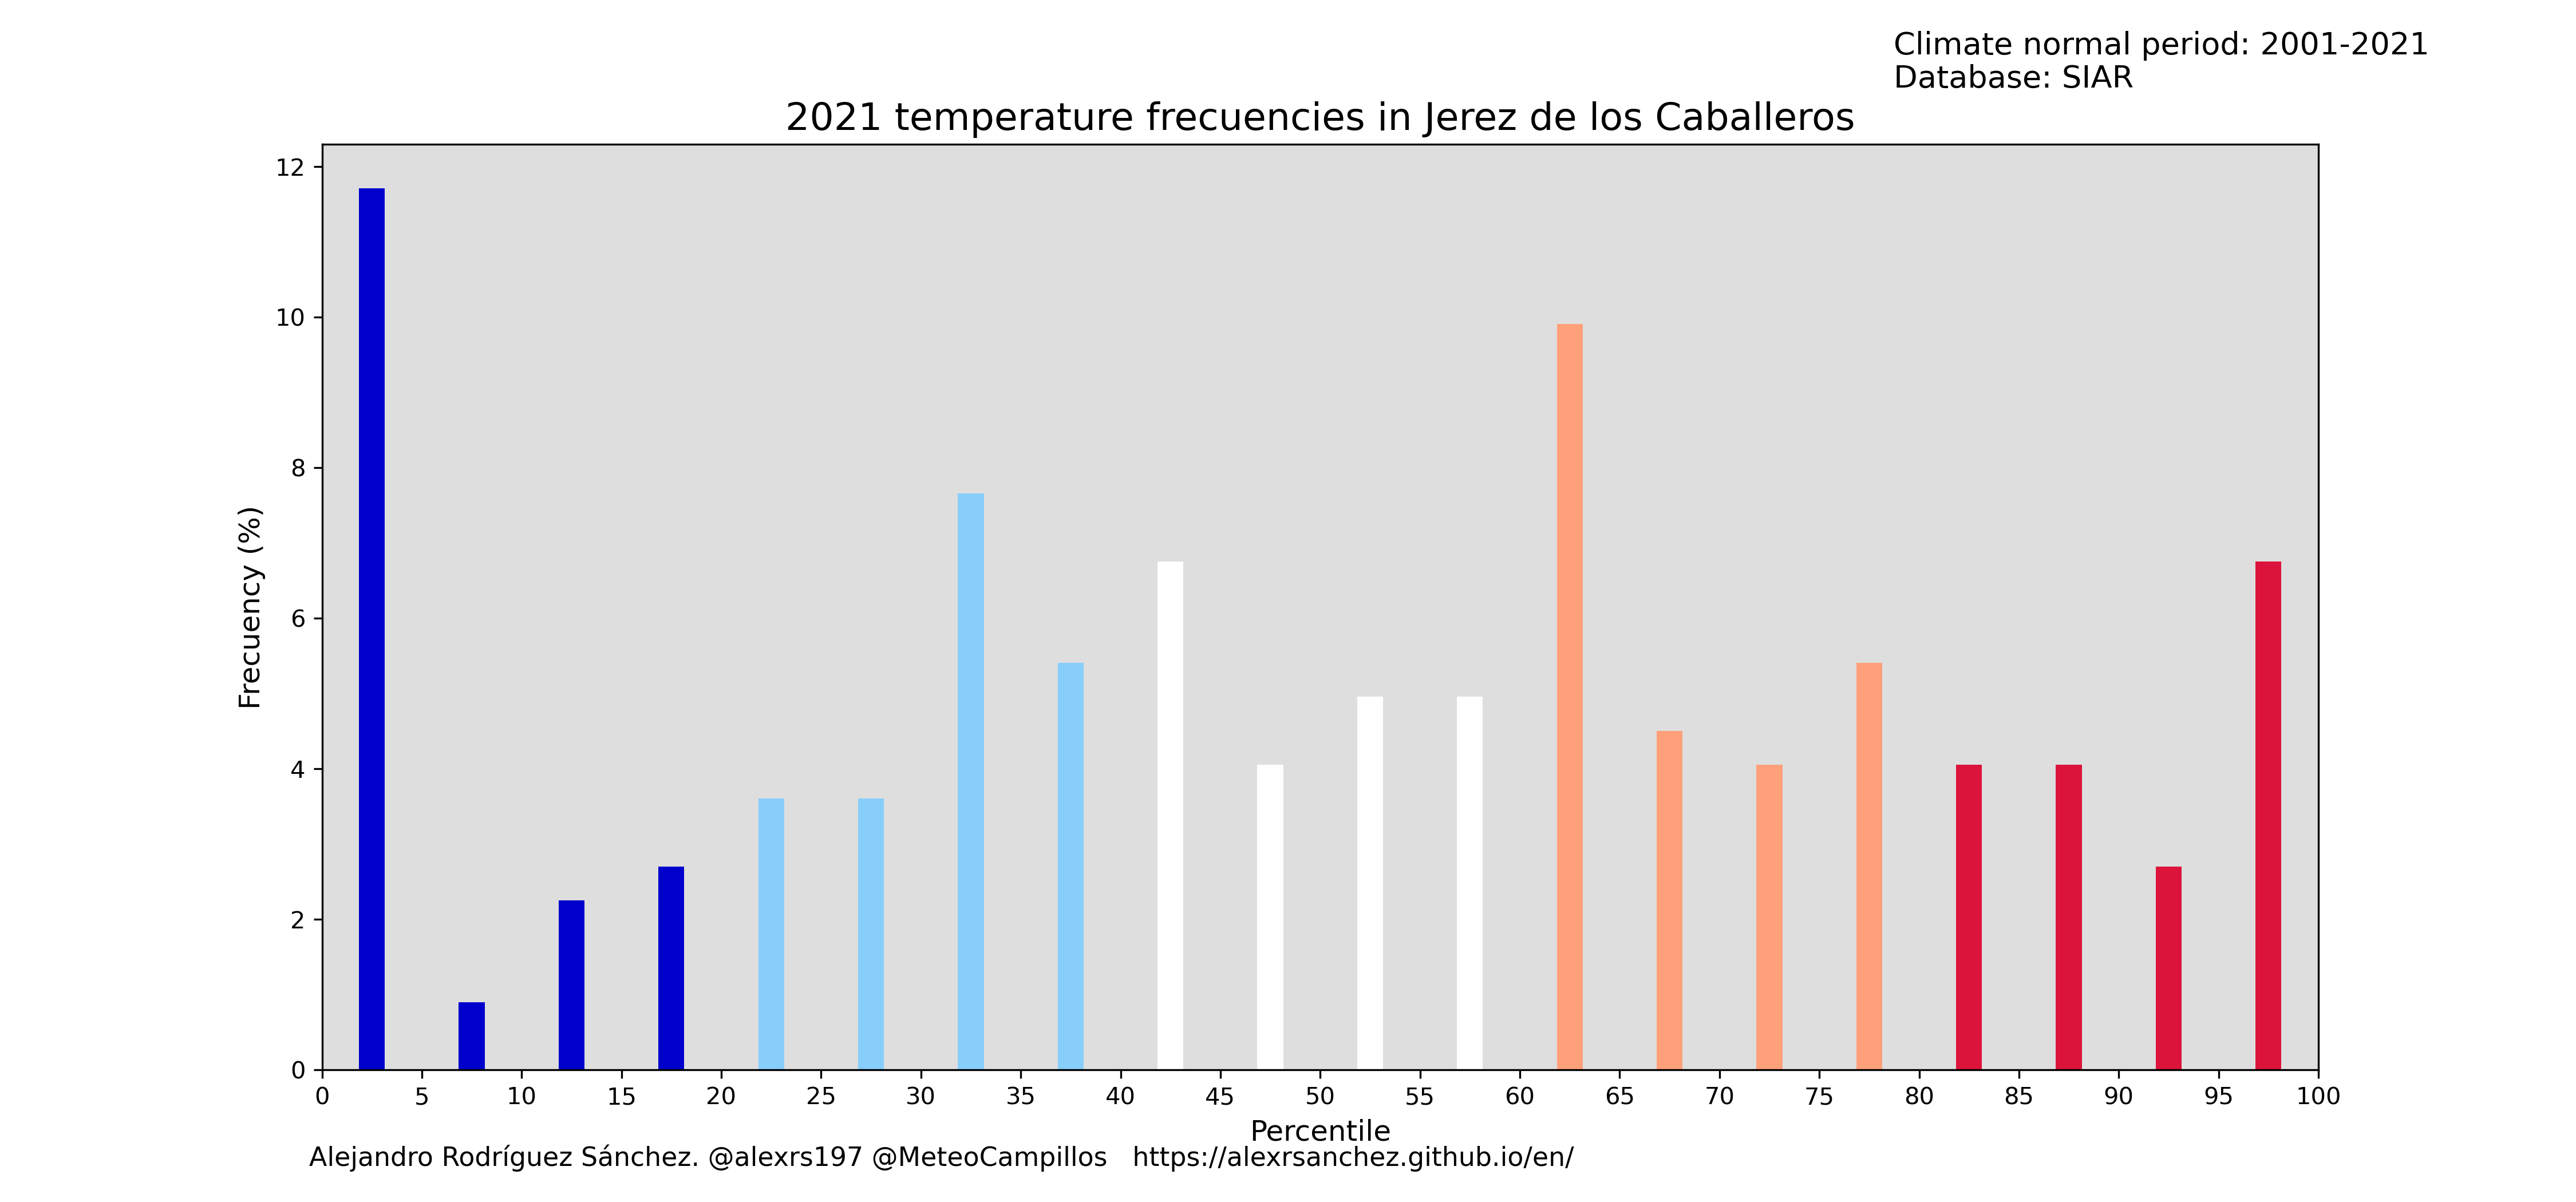 Climate normal period: 2001-2021
Database: SIAR
2021 temperature frecuencies in Jerez de los Caballeros
12
10
8
6
4
2
0
Frecuency (%)
0 5 10 15 20 25 30 35 40 45 50 55 60 65 70 75 80 85 90 95 100
Percentile
Alejandro Rodríguez Sánchez. @alexrs197 @MeteoCampillos https://alexrsanchez.github.io/en/